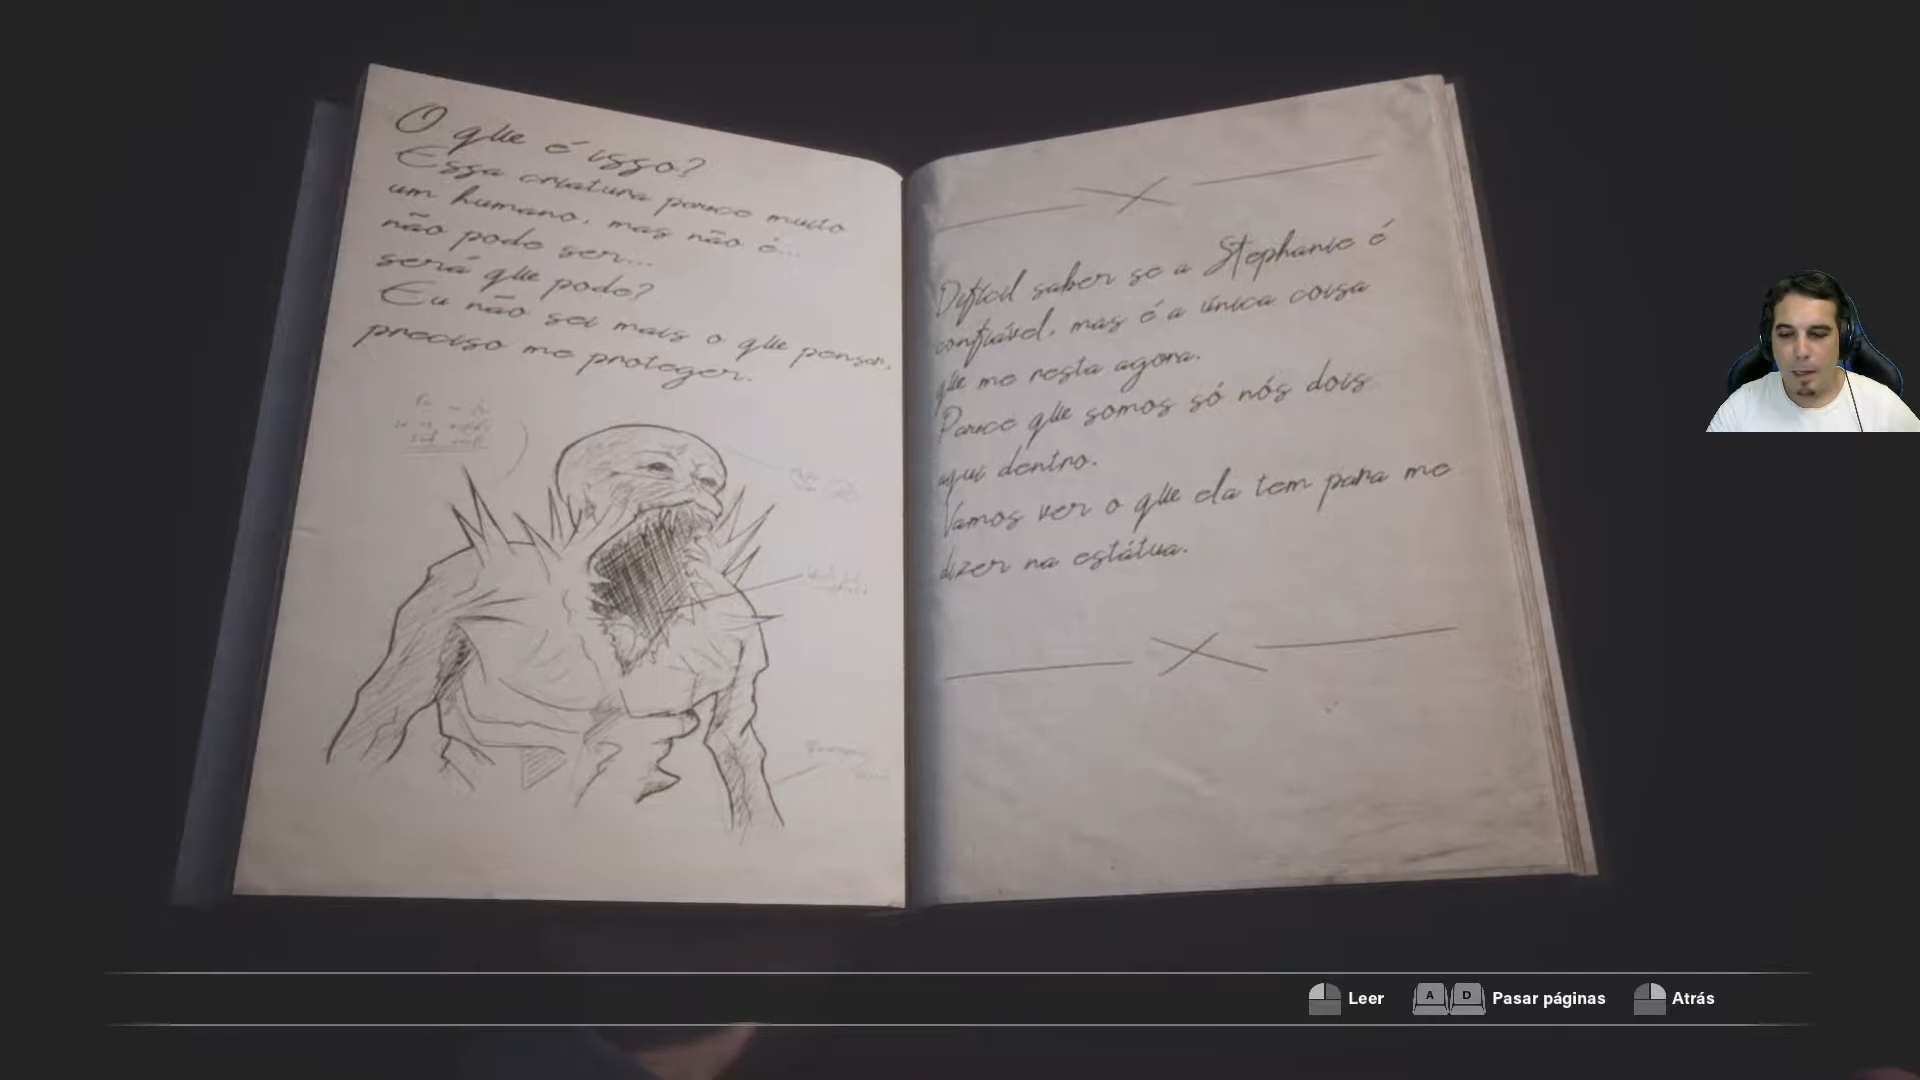 O que é isso?
Essa criatura parece muito
um humano, mas não é...
não pode ser...
será que pode?
Eu não sei mais o que pensar,
preciso me proteger.
Difícil saber se a Stephanie é
confiável, mas é a única coisa
que me resta agora.
Parece que somos só nós dois
aqui dentro.
Vamos ver o que ela tem para me
dizer na estátua.
Leer
A D Pasar páginas
Atrás